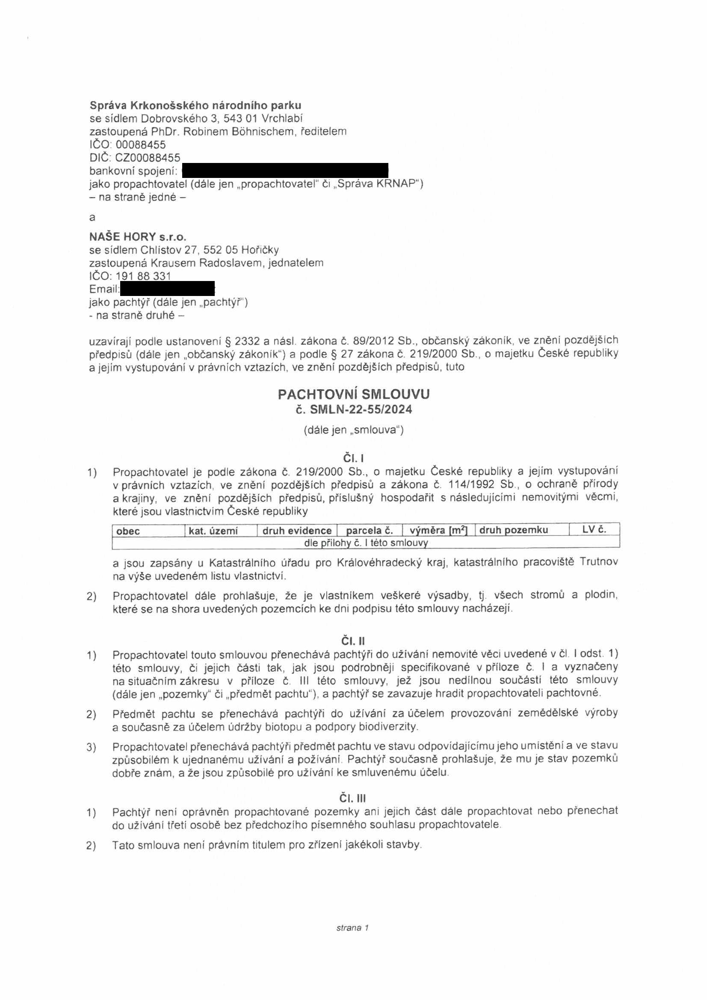 Správa Krkonošského národního parku
se sídlem Dobrovského 3, 543 01 Vrchlabí
zastoupená PhDr. Robinem Böhnischem, ředitelem
IČO: 00088455
DIČ: CZ00088455
bankovní spojení:
jako propachtovatel (dále jen „propachtovatel“ či „Správa KRNAP“)
– na straně jedné –
a
NAŠE HORY s.r.o.
se sídlem Chlístov 27, 552 05 Hořičky
zastoupená Krausem Radoslavem, jednatelem
IČO: 191 88 331
Email:
jako pachtýř (dále jen „pachtýř“)
- na straně druhé –
uzavírají podle ustanovení § 2332 a násl. zákona č. 89/2012 Sb., občanský zákoník, ve znění pozdějších
předpisů (dále jen „občanský zákoník“) a podle § 27 zákona č. 219/2000 Sb., o majetku České republiky
a jejím vystupování v právních vztazích, ve znění pozdějších předpisů, tuto
PACHTOVNÍ SMLOUVU
č. SMLN-22-55/2024
(dále jen „smlouva“)
Čl. I
1) Propachtovatel je podle zákona č. 219/2000 Sb., o majetku České republiky a jejím vystupování
v právních vztazích, ve znění pozdějších předpisů a zákona č. 114/1992 Sb., o ochraně přírody
a krajiny, ve znění pozdějších předpisů, příslušný hospodařit s následujícími nemovitými věcmi,
které jsou vlastnictvím České republiky
obec kat. území druh evidence parcela č. výměra [m²] druh pozemku LV č.
dle přílohy č. I této smlouvy
a jsou zapsány u Katastrálního úřadu pro Královéhradecký kraj, katastrálního pracoviště Trutnov
na výše uvedeném listu vlastnictví.
2) Propachtovatel dále prohlašuje, že je vlastníkem veškeré výsadby, tj. všech stromů a plodin,
které se na shora uvedených pozemcích ke dni podpisu této smlouvy nacházejí.
Čl. II
1) Propachtovatel touto smlouvou přenechává pachtýři do užívání nemovité věci uvedené v čl. I odst. 1)
této smlouvy, či jejich části tak, jak jsou podrobněji specifikované v příloze č. I a vyznačeny
na situačním zákresu v příloze č. III této smlouvy, jež jsou nedílnou součástí této smlouvy
(dále jen „pozemky“ či „předmět pachtu“), a pachtýř se zavazuje hradit propachtovateli pachtovné.
2) Předmět pachtu se přenechává pachtýři do užívání za účelem provozování zemědělské výroby
a současně za účelem údržby biotopu a podpory biodiverzity.
3) Propachtovatel přenechává pachtýři předmět pachtu ve stavu odpovídajícímu jeho umístění a ve stavu
způsobilém k ujednanému užívání a požívání. Pachtýř současně prohlašuje, že mu je stav pozemků
dobře znám, a že jsou způsobilé pro užívání ke smluvenému účelu.
Čl. III
1) Pachtýř není oprávněn propachtované pozemky ani jejich část dále propachtovat nebo přenechat
do užívání třetí osobě bez předchozího písemného souhlasu propachtovatele.
2) Tato smlouva není právním titulem pro zřízení jakékoli stavby.
strana 1